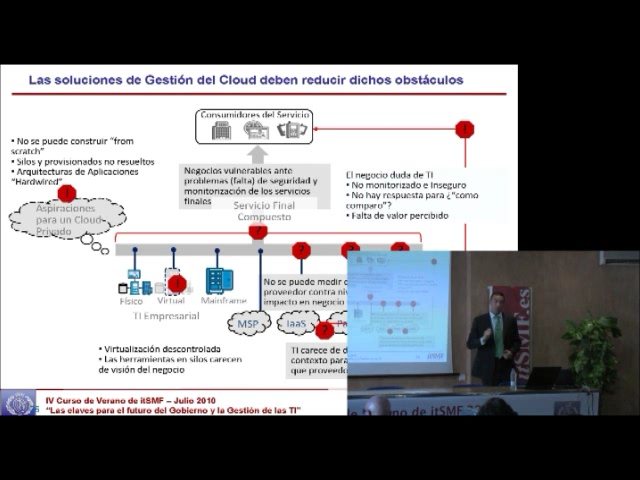 Las soluciones de Gestión del Cloud deben reducir dichos obstáculos
Consumidores del Servicio
• No se puede construir "from
scratch"
• Silos y provisionados no resueltos
• Arquitecturas de Aplicaciones
"Hardwired"
Aspiraciones
para un Cloud
Privado
Negocios vulnerables ante
problemas (falta) de seguridad y
monitorización de los servicios
finales
Servicio Final
Compuesto
El negocio duda de TI
• No monitorizado e Inseguro
• No hay respuesta para ¿"como
comparo"?
• Falta de valor percibido
Físico
Virtual
Mainframe
TI Empresarial
No se puede medir
proveedor contra
impacto en negocio
MSP
IaaS
• Virtualización descontrolada
• Las herramientas en silos carecen
de visión del negocio
TI carece de
contexto para
que
IV Curso de Verano de itSMF – Julio 2010
"Las claves para el futuro del Gobierno y la Gestión de las TI"
itSMF
itSMF.es
de Verano de itSMF